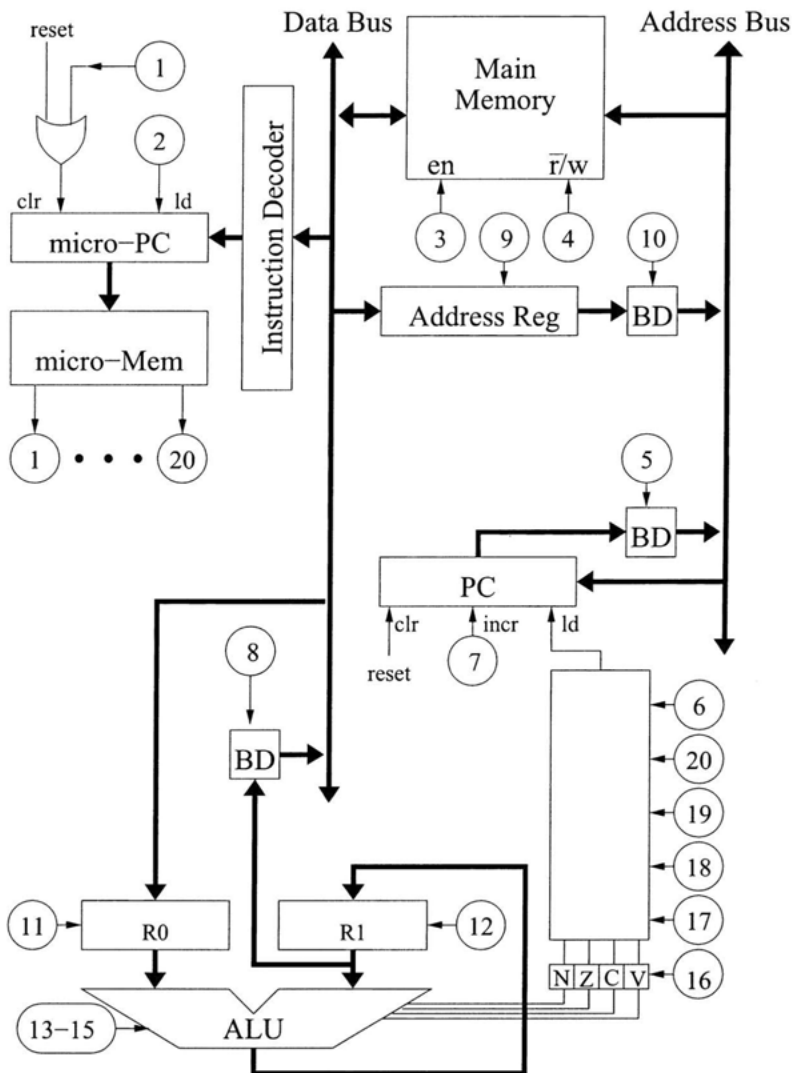 Data Bus
Address Bus
reset
1
Main
Memory
2
en
r̅/w
clr
ld
Instruction Decoder
3
9
4
10
micro-PC
Address Reg
BD
micro-Mem
1
• • •
20
5
BD
PC
clr
incr
ld
8
reset
7
6
BD
20
19
18
11
R0
R1
12
17
N
Z
C
V
16
13-15
ALU